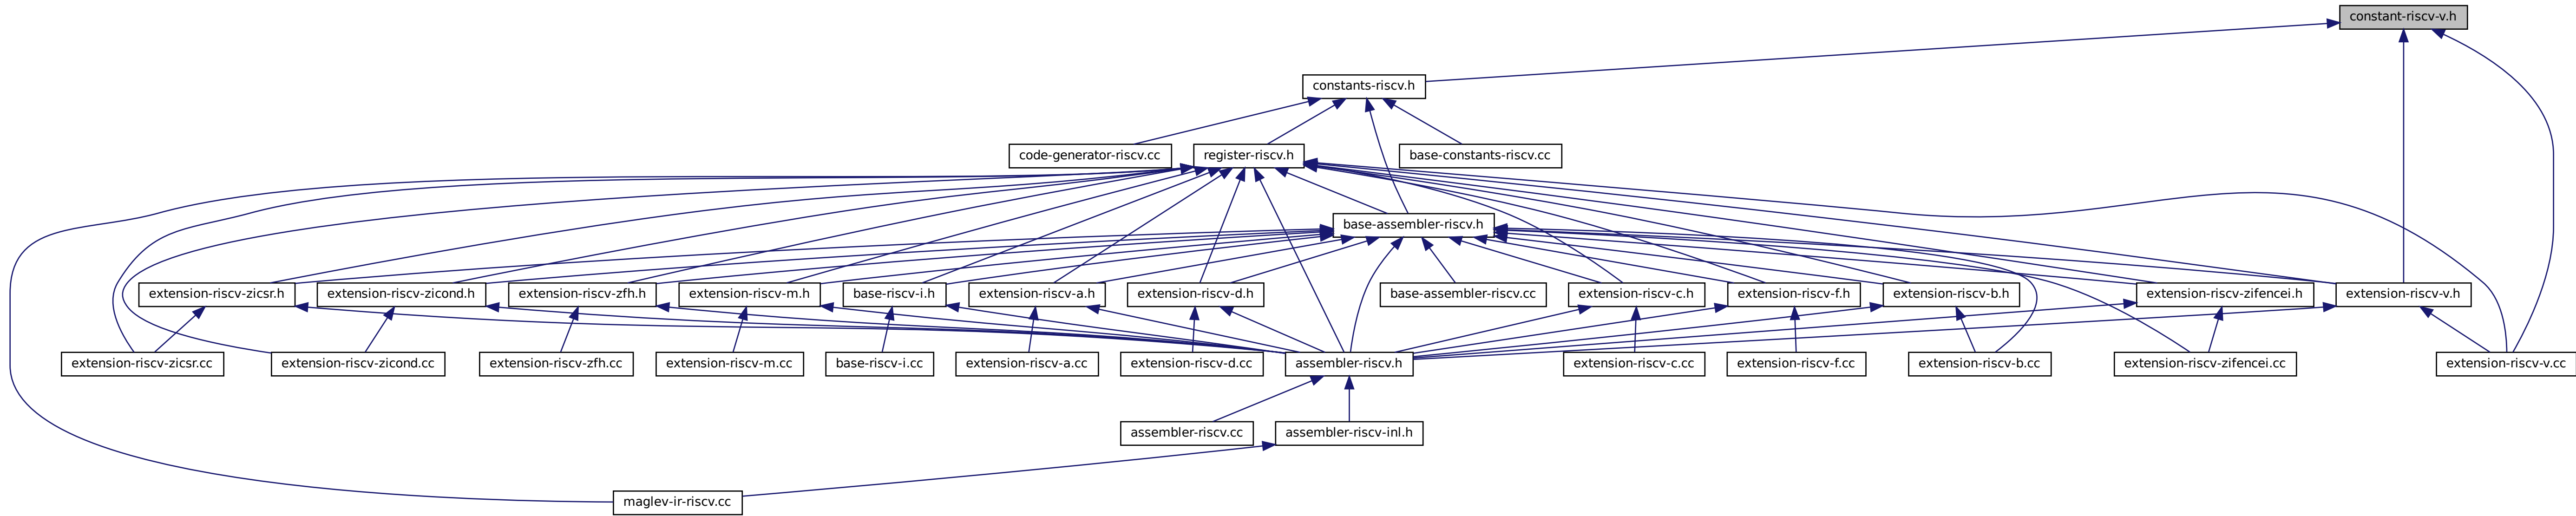 constant-riscv-v.h
constants-riscv.h
code-generator-riscv.cc
register-riscv.h
base-constants-riscv.cc
base-assembler-riscv.h
extension-riscv-zicsr.h
extension-riscv-zicond.h
extension-riscv-zfh.h
extension-riscv-m.h
base-riscv-i.h
extension-riscv-a.h
extension-riscv-d.h
base-assembler-riscv.cc
extension-riscv-c.h
extension-riscv-f.h
extension-riscv-b.h
extension-riscv-zifencei.h
extension-riscv-v.h
extension-riscv-zicsr.cc
extension-riscv-zicond.cc
extension-riscv-zfh.cc
extension-riscv-m.cc
base-riscv-i.cc
extension-riscv-a.cc
extension-riscv-d.cc
assembler-riscv.h
extension-riscv-c.cc
extension-riscv-f.cc
extension-riscv-b.cc
extension-riscv-zifencei.cc
extension-riscv-v.cc
assembler-riscv.cc
assembler-riscv-inl.h
maglev-ir-riscv.cc